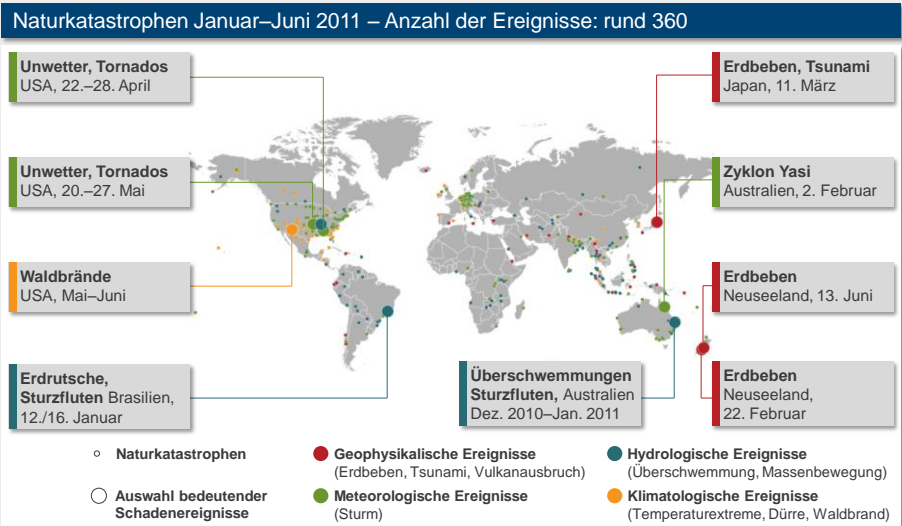 Naturkatastrophen Januar–Juni 2011 – Anzahl der Ereignisse: rund 360
Unwetter, Tornados
USA, 22.–28. April
Erdbeben, Tsunami
Japan, 11. März
Unwetter, Tornados
USA, 20.–27. Mai
Zyklon Yasi
Australien, 2. Februar
Waldbrände
USA, Mai–Juni
Erdbeben
Neuseeland, 13. Juni
Erdrutsche,
Sturzfluten Brasilien,
12./16. Januar
Überschwemmungen
Sturzfluten, Australien
Dez. 2010–Jan. 2011
Erdbeben
Neuseeland,
22. Februar
Naturkatastrophen
Auswahl bedeutender
Schadenereignisse
Geophysikalische Ereignisse
(Erdbeben, Tsunami, Vulkanausbruch)
Meteorologische Ereignisse
(Sturm)
Hydrologische Ereignisse
(Überschwemmung, Massenbewegung)
Klimatologische Ereignisse
(Temperaturextreme, Dürre, Waldbrand)